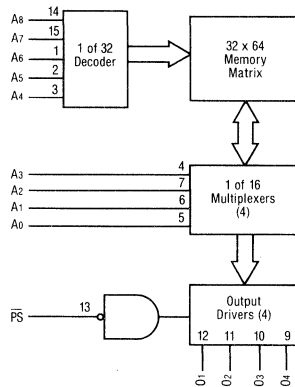 A8 14
A7 15
A6 1
A5 2
A4 3
1 of 32
Decoder
32 x 64
Memory
Matrix
A3 4
A2 7
A1 6
A0 5
1 of 16
Multiplexers
(4)
PS 13
Output
Drivers (4)
12 11 10 9
O1 O2 O3 O4